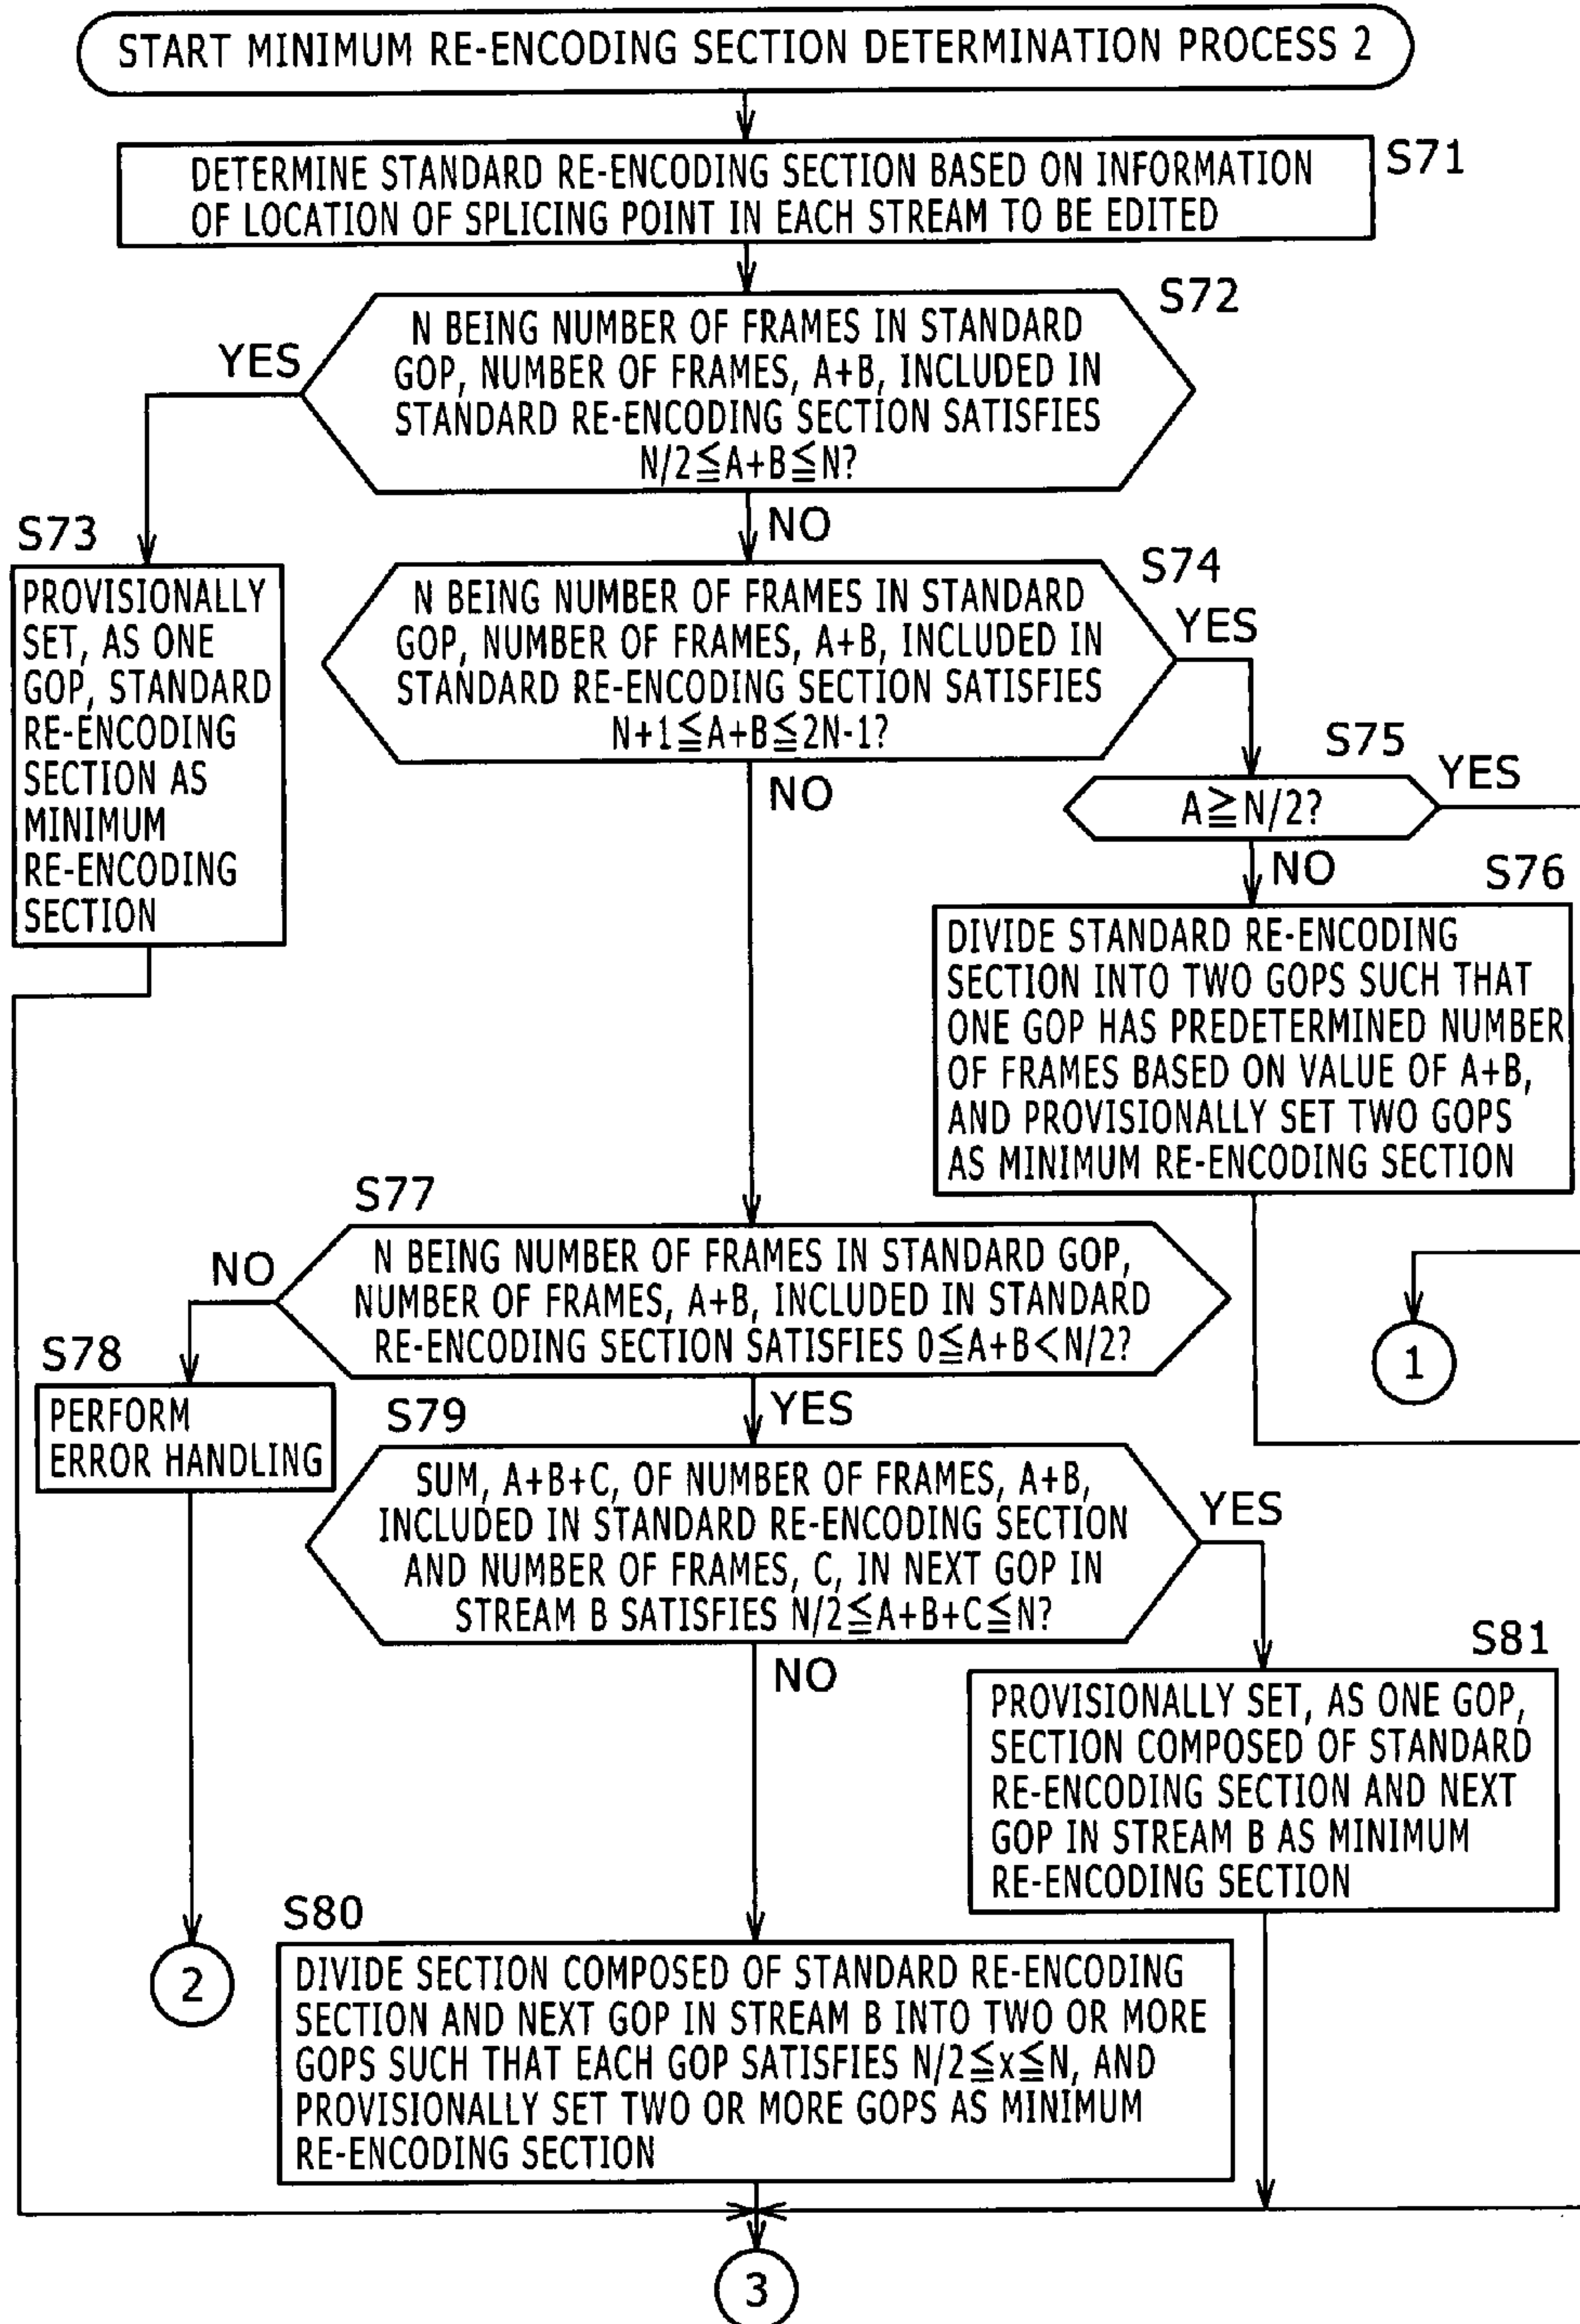 START MINIMUM RE-ENCODING SECTION DETERMINATION PROCESS 2
S71
DETERMINE STANDARD RE-ENCODING SECTION BASED ON INFORMATION
OF LOCATION OF SPLICING POINT IN EACH STREAM TO BE EDITED
S72
N BEING NUMBER OF FRAMES IN STANDARD
GOP, NUMBER OF FRAMES, A+B, INCLUDED IN
STANDARD RE-ENCODING SECTION SATISFIES
N/2≦A+B≦N?
YES
NO
S73
PROVISIONALLY
SET, AS ONE
GOP, STANDARD
RE-ENCODING
SECTION AS
MINIMUM
RE-ENCODING
SECTION
S74
N BEING NUMBER OF FRAMES IN STANDARD
GOP, NUMBER OF FRAMES, A+B, INCLUDED IN
STANDARD RE-ENCODING SECTION SATISFIES
N+1≦A+B≦2N-1?
YES
NO
S75
A≧N/2?
YES
NO
S76
DIVIDE STANDARD RE-ENCODING
SECTION INTO TWO GOPS SUCH THAT
ONE GOP HAS PREDETERMINED NUMBER
OF FRAMES BASED ON VALUE OF A+B,
AND PROVISIONALLY SET TWO GOPS
AS MINIMUM RE-ENCODING SECTION
S77
N BEING NUMBER OF FRAMES IN STANDARD GOP,
NUMBER OF FRAMES, A+B, INCLUDED IN STANDARD
RE-ENCODING SECTION SATISFIES 0≦A+B<N/2?
NO
YES
1
S78
PERFORM
ERROR HANDLING
S79
SUM, A+B+C, OF NUMBER OF FRAMES, A+B,
INCLUDED IN STANDARD RE-ENCODING SECTION
AND NUMBER OF FRAMES, C, IN NEXT GOP IN
STREAM B SATISFIES N/2≦A+B+C≦N?
YES
NO
S81
PROVISIONALLY SET, AS ONE GOP,
SECTION COMPOSED OF STANDARD
RE-ENCODING SECTION AND NEXT
GOP IN STREAM B AS MINIMUM
RE-ENCODING SECTION
2
S80
DIVIDE SECTION COMPOSED OF STANDARD RE-ENCODING
SECTION AND NEXT GOP IN STREAM B INTO TWO OR MORE
GOPS SUCH THAT EACH GOP SATISFIES N/2≦x≦N, AND
PROVISIONALLY SET TWO OR MORE GOPS AS MINIMUM
RE-ENCODING SECTION
3